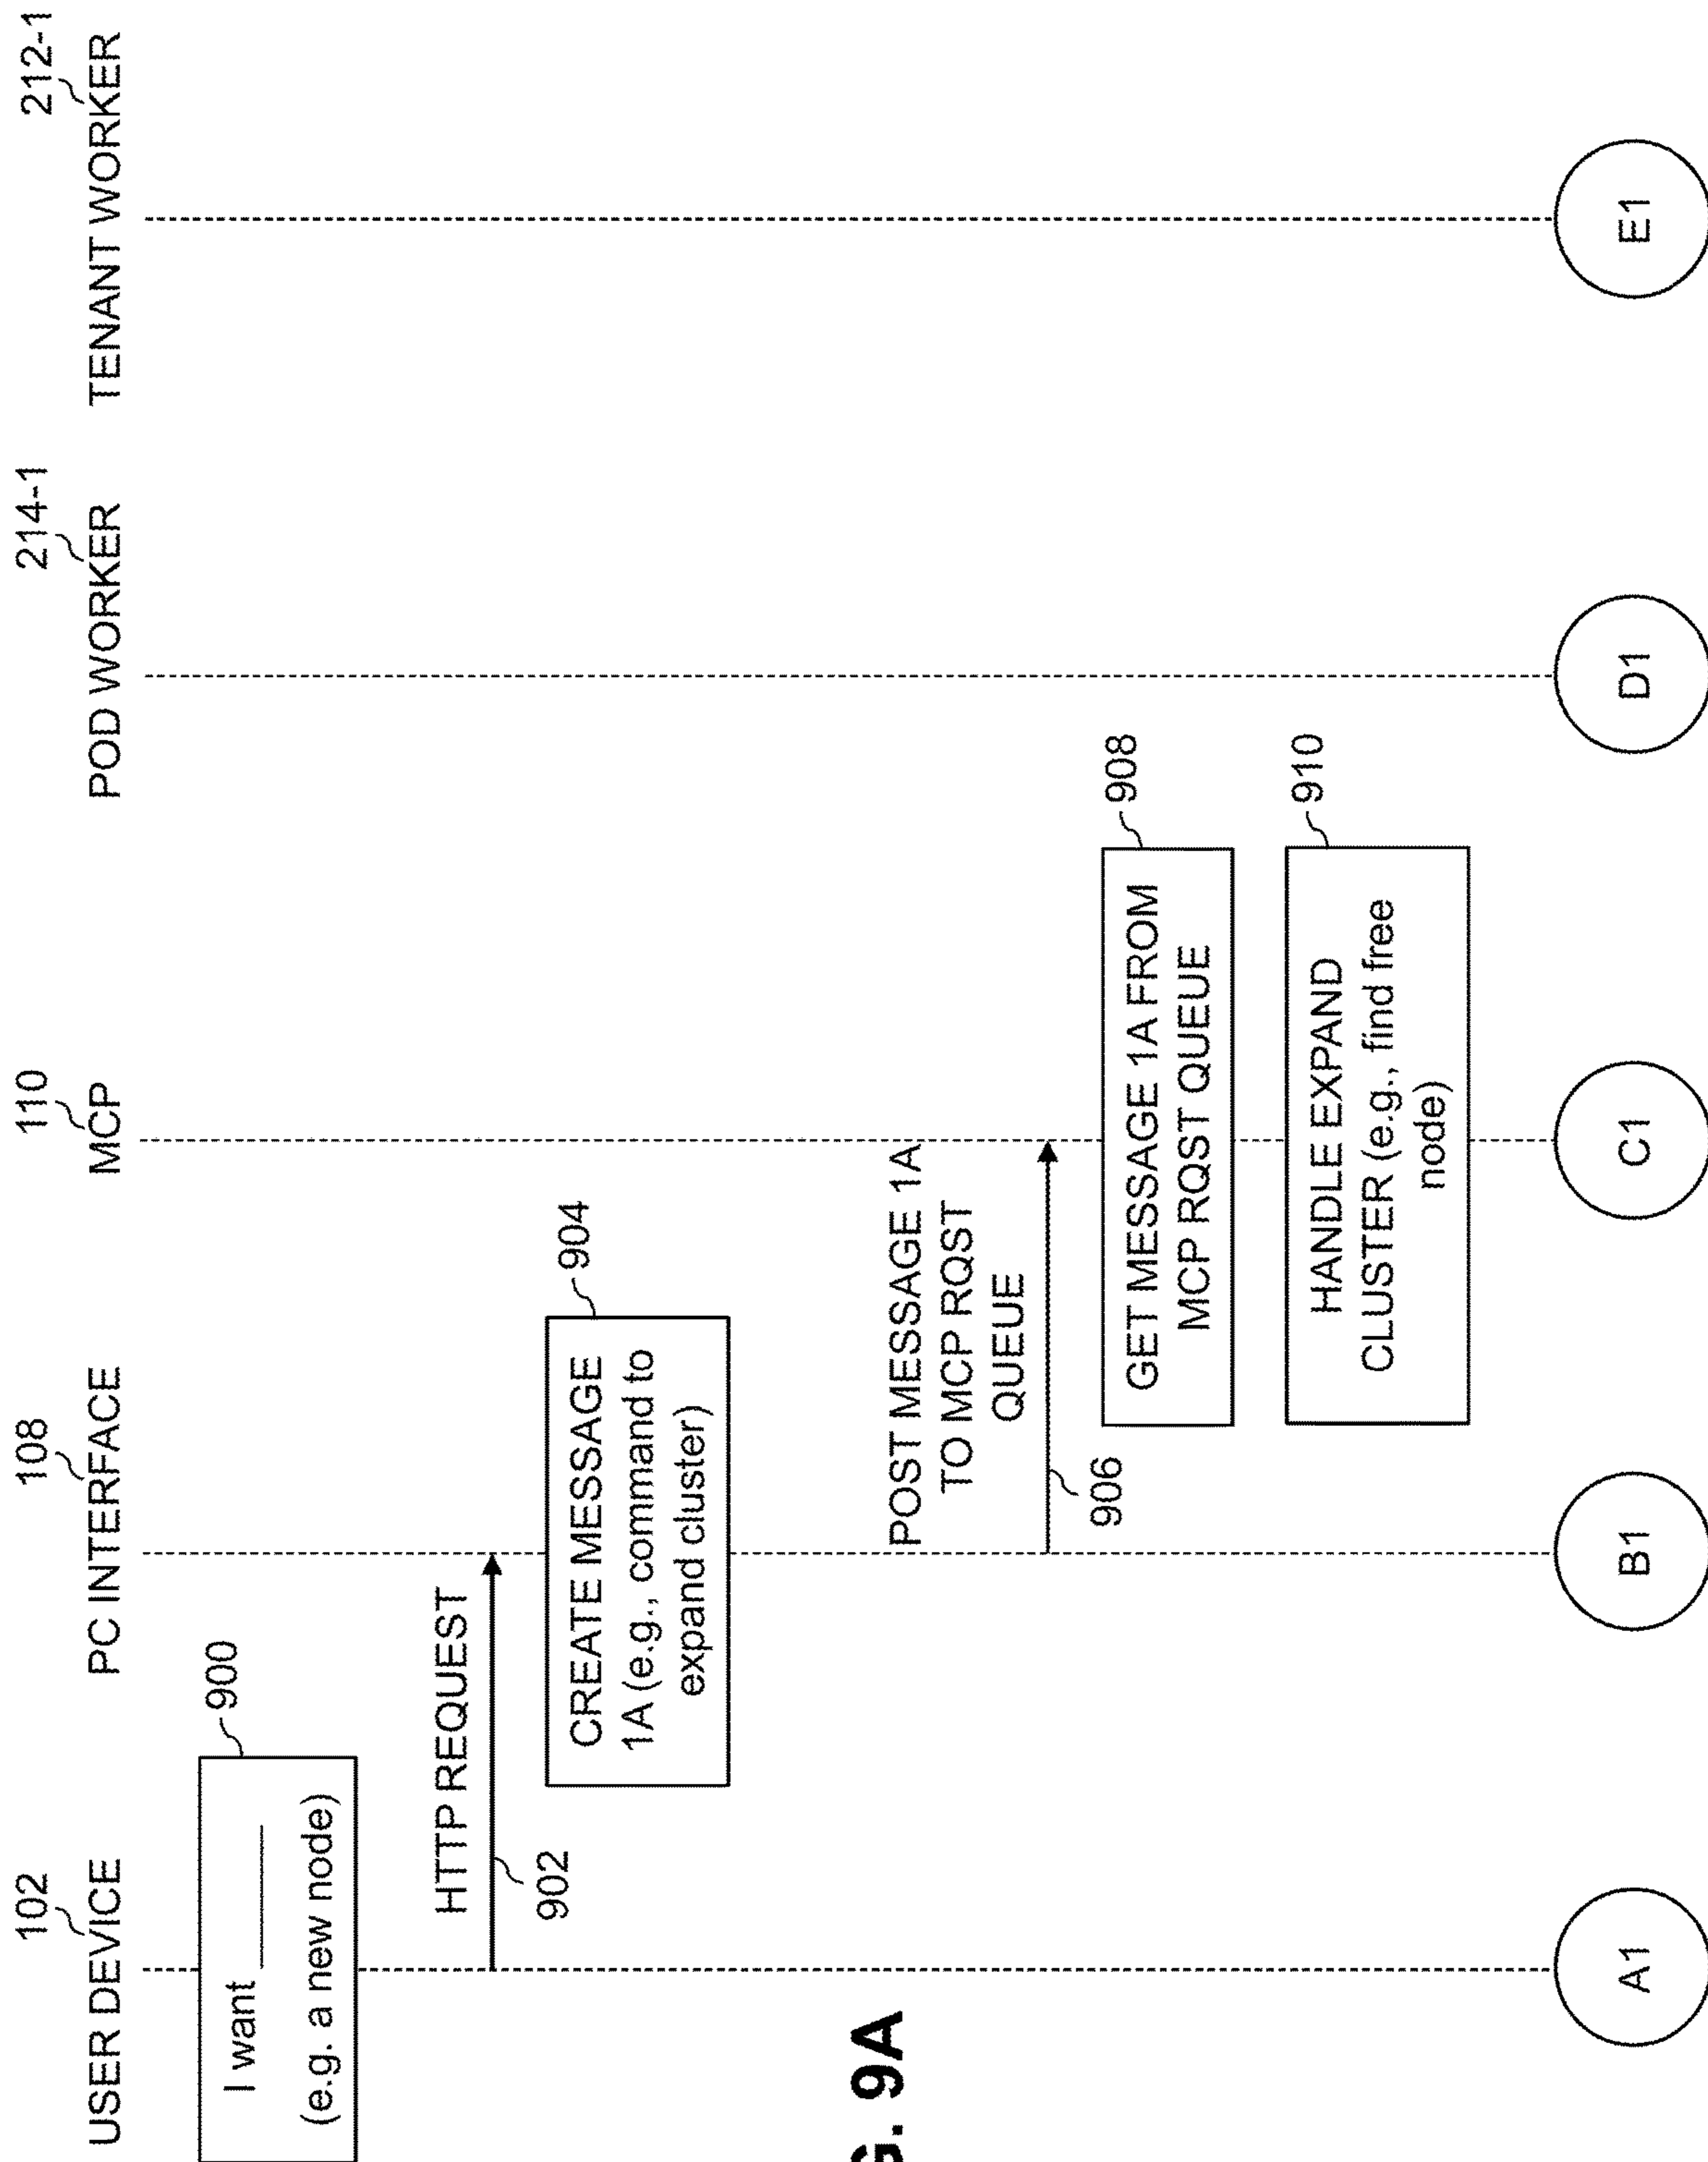 102
USER DEVICE
108
PC INTERFACE
110
MCP
214-1
POD WORKER
212-1
TENANT WORKER
I want
(e.g. a new node)
900
HTTP REQUEST
902
CREATE MESSAGE
1A (e.g., command to
expand cluster)
904
POST MESSAGE 1A
TO MCP RQST
QUEUE
906
GET MESSAGE 1A FROM
MCP RQST QUEUE
908
HANDLE EXPAND
CLUSTER (e.g., find free
node)
910
A1
B1
C1
D1
E1
G. 9A